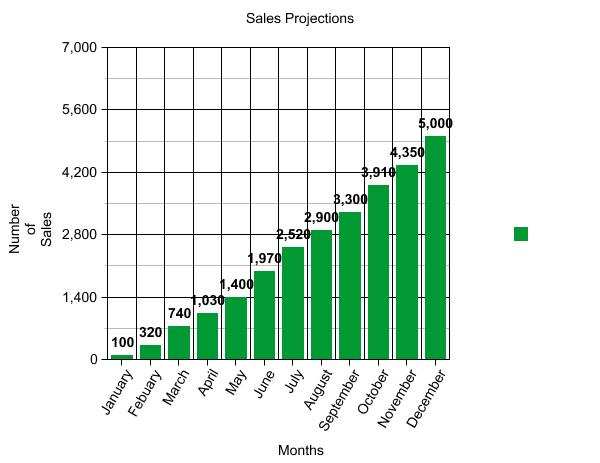 Sales Projections
7,000
5,600
4,200
2,800
1,400
0
Number
of
Sales
100
320
740
1,030
1,400
1,970
2,520
2,900
3,300
3,910
4,350
5,000
January
Febuary
March
April
May
June
July
August
September
October
November
December
Months